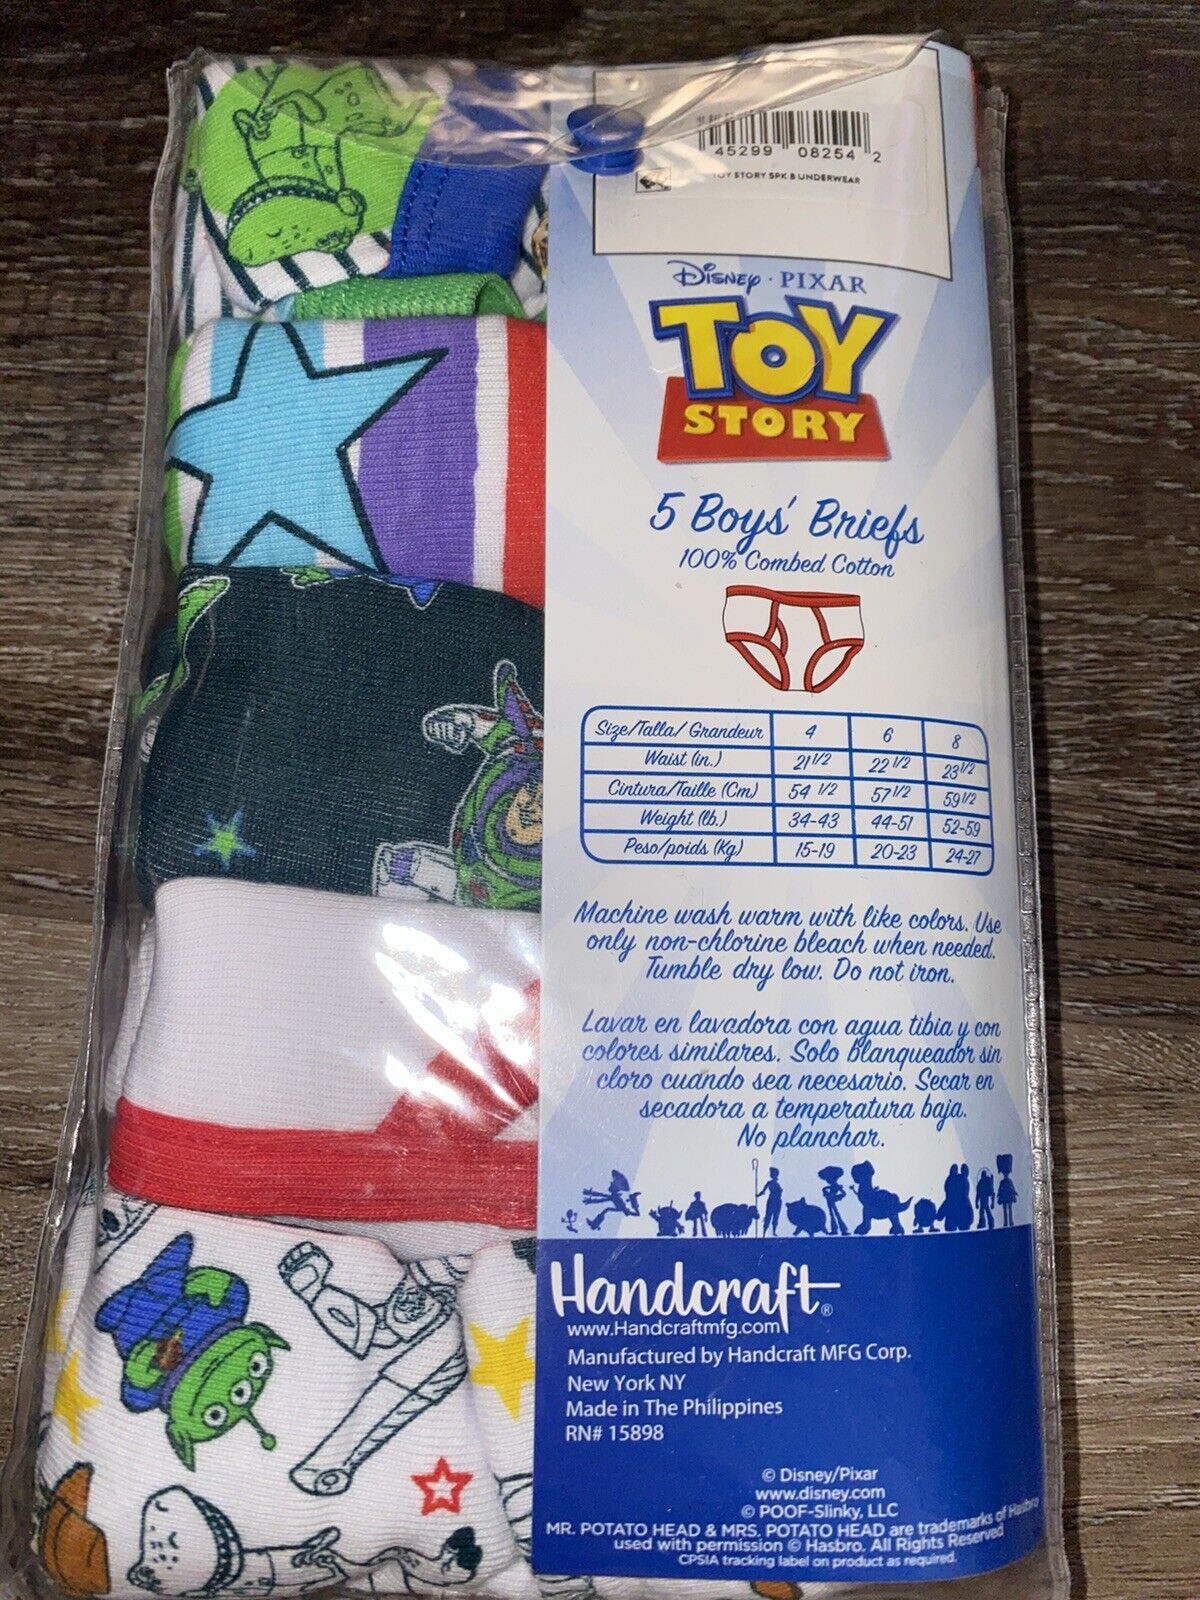 45299 08254 2
TOY STORY 5PK B UNDERWEAR
Disney · PIXAR
TOY
STORY
5 Boys' Briefs
100% Combed Cotton
Size/Talla/ Grandeur 4 6 8
Waist (in.) 21 1/2 22 1/2 23 1/2
Cintura/Taille (Cm) 54 1/2 57 1/2 59 1/2
Weight (lb.) 34-43 44-51 52-59
Peso/poids (Kg) 15-19 20-23 24-27
Machine wash warm with like colors. Use
only non-chlorine bleach when needed.
Tumble dry low. Do not iron.
Lavar en lavadora con agua tibia y con
colores similares. Solo blanqueador sin
cloro cuando sea necesario. Secar en
secadora a temperatura baja.
No planchar.
Handcraft®
www.Handcraftmfg.com
Manufactured by Handcraft MFG Corp.
New York NY
Made in The Philippines
RN# 15898
© Disney/Pixar
www.disney.com
© POOF-Slinky, LLC
MR. POTATO HEAD & MRS. POTATO HEAD are trademarks of Hasbro
used with permission © Hasbro. All Rights Reserved
CPSIA tracking label on product as required.